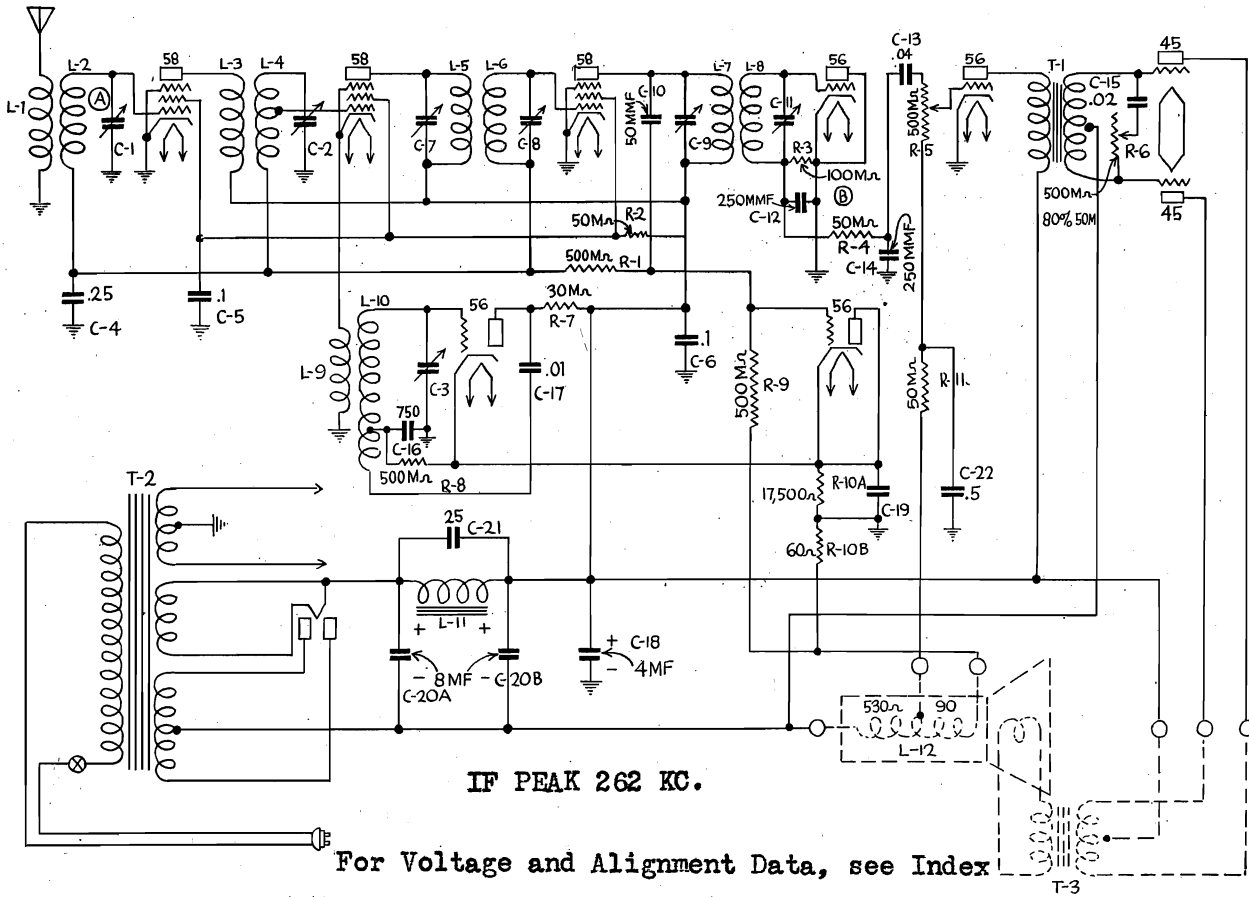 45
C-13
.04
58
58
58
56
56
T-1
L-2
L-3
L-4
L-5
L-6
L-7
L-8
C-15
.02
A
C-10
50MMF
C-11
500MΩ
R-5
L-1
C-1
C-2
C-7
C-8
C-9
R-3
100MΩ
R-6
B
250MMF
C-12
500MΩ
45
80% 50M
50MΩ
R-2
50MΩ
R-4
C-14
250MMF
500MΩ
R-1
.25
C-4
.1
C-5
L-10
56
30MΩ
R-7
56
.1
C-6
L-9
C-3
.01
C-17
500MΩ
R-9
50MΩ
R-11
750
C-16
500MΩ
R-8
T-2
17,500Ω
R-10A
C-19
C-22
.5
25
C-21
60Ω
R-10B
L-11
+ +
+ C-18
- 4MF
- 8MF -
C-20A
C-20B
530Ω 90
L-12
IF PEAK 262 KC.
For Voltage and Alignment Data, see Index
T-3